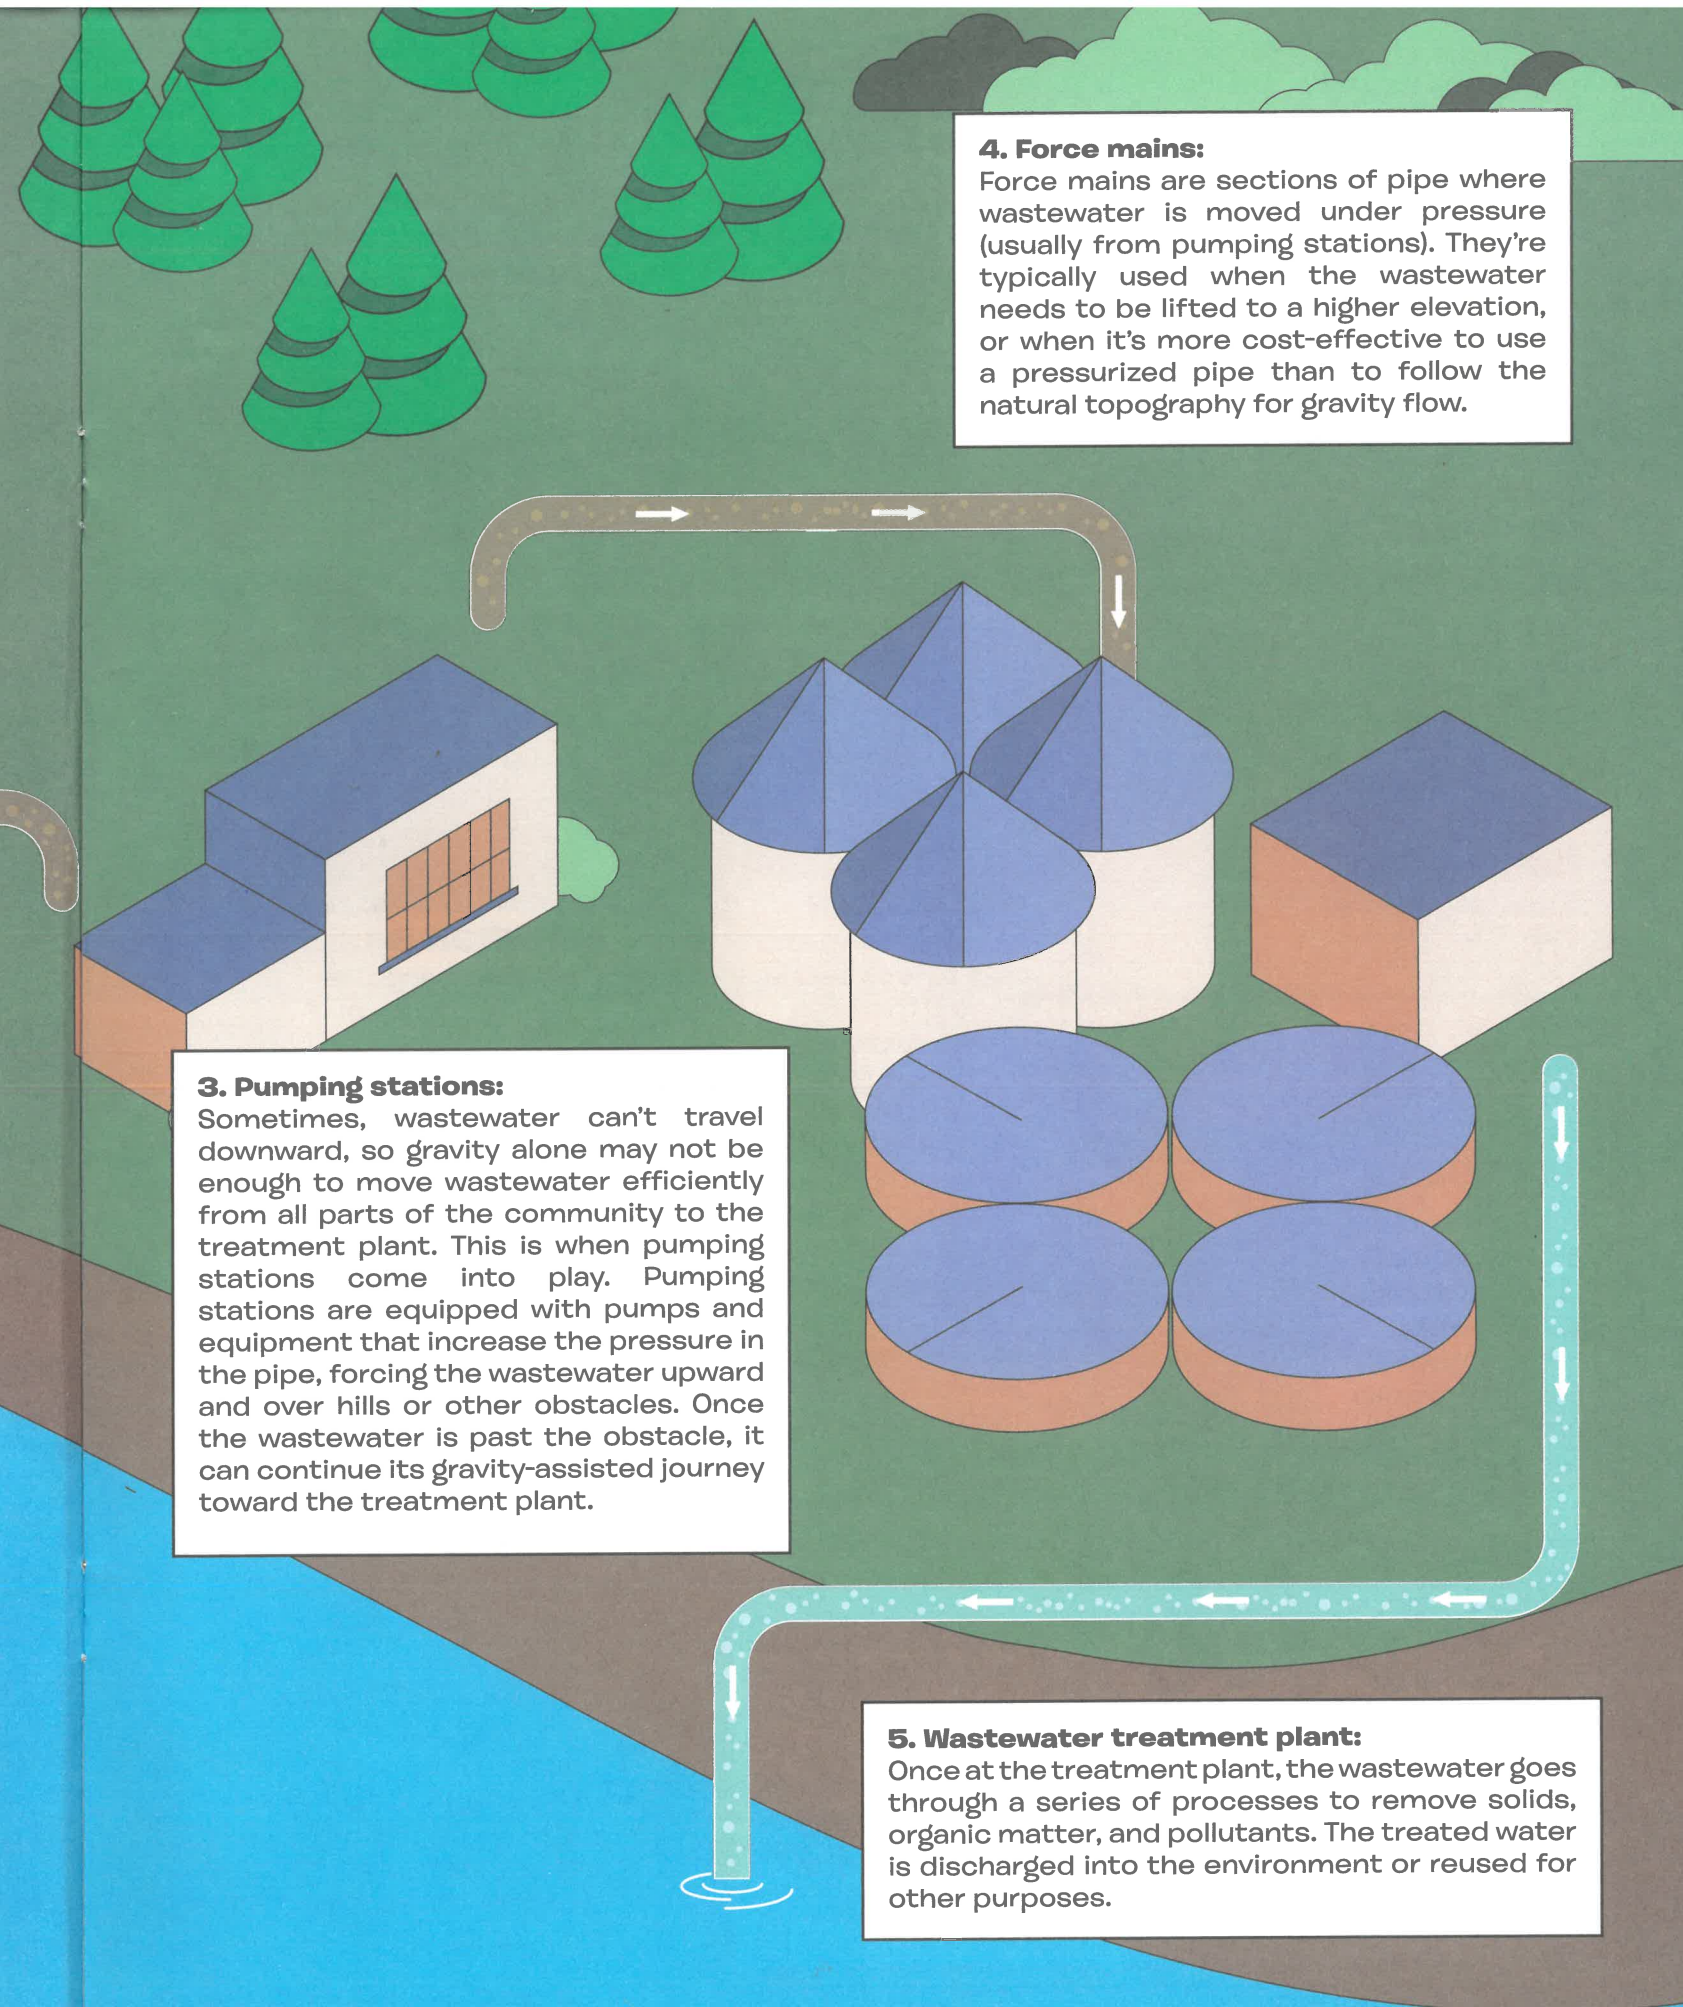 4. Force mains:
Force mains are sections of pipe where
wastewater is moved under pressure
(usually from pumping stations). They're
typically used when the wastewater
needs to be lifted to a higher elevation,
or when it's more cost-effective to use
a pressurized pipe than to follow the
natural topography for gravity flow.
3. Pumping stations:
Sometimes, wastewater can't travel
downward, so gravity alone may not be
enough to move wastewater efficiently
from all parts of the community to the
treatment plant. This is when pumping
stations come into play. Pumping
stations are equipped with pumps and
equipment that increase the pressure in
the pipe, forcing the wastewater upward
and over hills or other obstacles. Once
the wastewater is past the obstacle, it
can continue its gravity-assisted journey
toward the treatment plant.
5. Wastewater treatment plant:
Once at the treatment plant, the wastewater goes
through a series of processes to remove solids,
organic matter, and pollutants. The treated water
is discharged into the environment or reused for
other purposes.